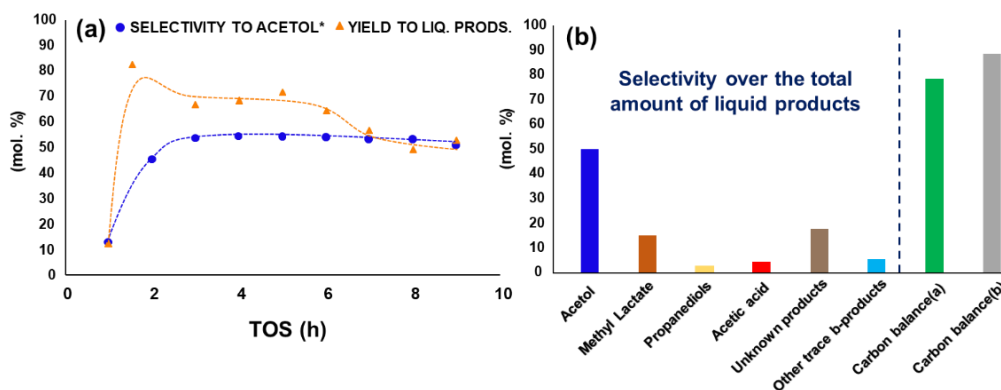 (a)
SELECTIVITY TO ACETOL*
YIELD TO LIQ. PRODS.
(mol. %)
100
90
80
70
60
50
40
30
20
10
0
0 2 4 6 8 10
TOS (h)
(b)
Selectivity over the total
amount of liquid products
(mol. %)
100
90
80
70
60
50
40
30
20
10
0
Acetol
Methyl Lactate
Propanediols
Acetic acid
Unknown products
Other trace b-products
Carbon balance(a)
Carbon balance(b)